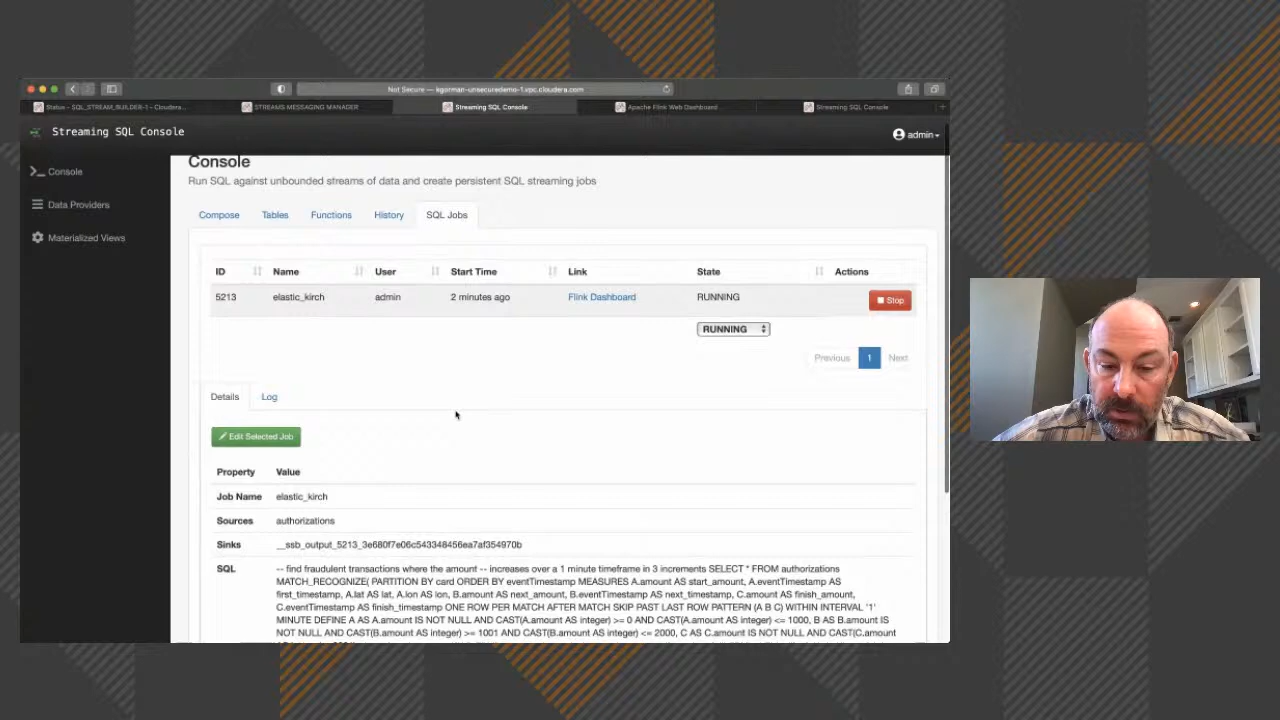 Not Secure — kgorman-unsecuredemo-1.vpc.cloudera.com
Status - SQL_STREAM_BUILDER-1 - Cloudera... STREAMS MESSAGING MANAGER Streaming SQL Console Apache Flink Web Dashboard Streaming SQL Console
Streaming SQL Console
admin
Console
Console
Run SQL against unbounded streams of data and create persistent SQL streaming jobs
Data Providers
Materialized Views
Compose Tables Functions History SQL Jobs
ID Name User Start Time Link State Actions
5213 elastic_kirch admin 2 minutes ago Flink Dashboard RUNNING Stop
RUNNING
Previous 1 Next
Details Log
Edit Selected Job
Property Value
Job Name elastic_kirch
Sources authorizations
Sinks __ssb_output_5213_3e680f7e06c543348456ea7af354970b
SQL -- find fraudulent transactions where the amount -- increases over a 1 minute timeframe in 3 increments SELECT * FROM authorizations
MATCH_RECOGNIZE( PARTITION BY card ORDER BY eventTimestamp MEASURES A.amount AS start_amount, A.eventTimestamp AS
first_timestamp, A.lat AS lat, A.lon AS lon, B.amount AS next_amount, B.eventTimestamp AS next_timestamp, C.amount AS finish_amount,
C.eventTimestamp AS finish_timestamp ONE ROW PER MATCH AFTER MATCH SKIP PAST LAST ROW PATTERN (A B C) WITHIN INTERVAL '1'
MINUTE DEFINE A AS A.amount IS NOT NULL AND CAST(A.amount AS integer) >= 0 AND CAST(A.amount AS integer) <= 1000, B AS B.amount IS
NOT NULL AND CAST(B.amount AS integer) >= 1001 AND CAST(B.amount AS integer) <= 2000, C AS C.amount IS NOT NULL AND CAST(C.amount